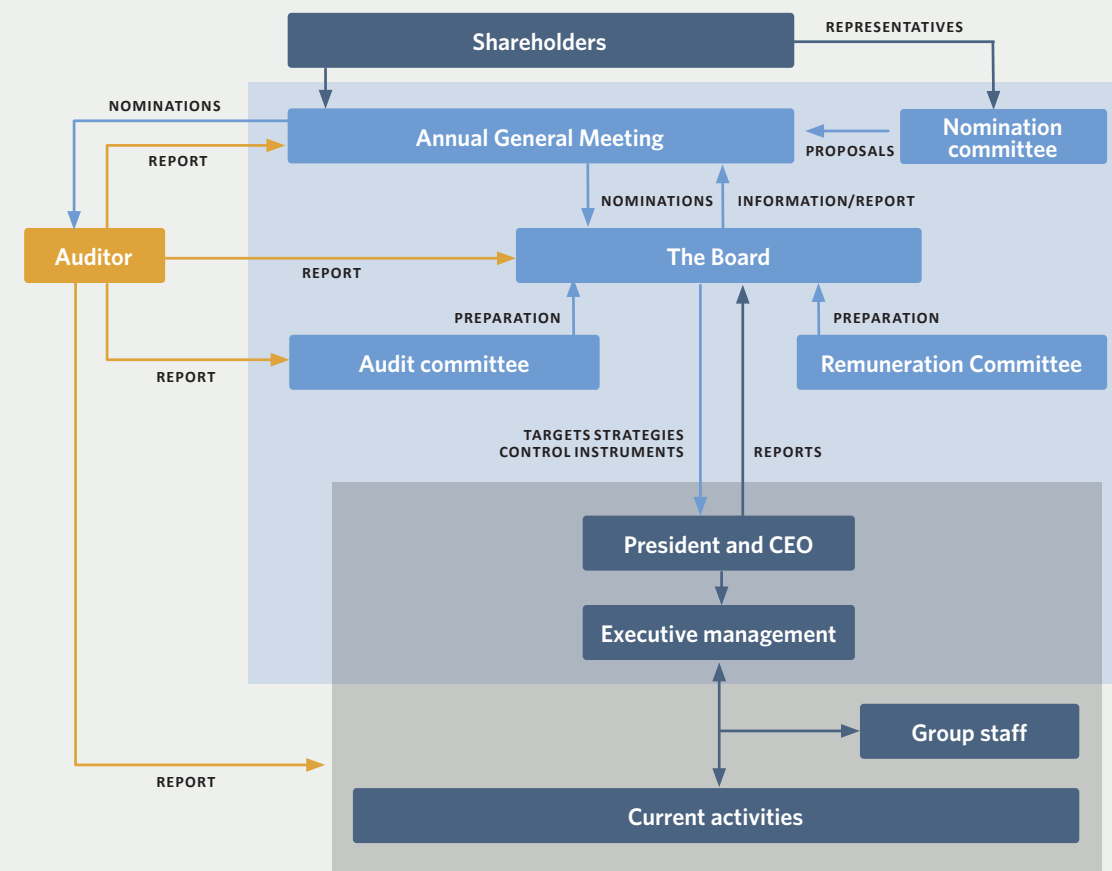 Shareholders
REPRESENTATIVES
NOMINATIONS
REPORT
Annual General Meeting
PROPOSALS
Nomination
committee
NOMINATIONS
INFORMATION/REPORT
Auditor
REPORT
The Board
PREPARATION
PREPARATION
REPORT
Audit committee
Remuneration Committee
TARGETS STRATEGIES
CONTROL INSTRUMENTS
REPORTS
President and CEO
Executive management
Group staff
REPORT
Current activities